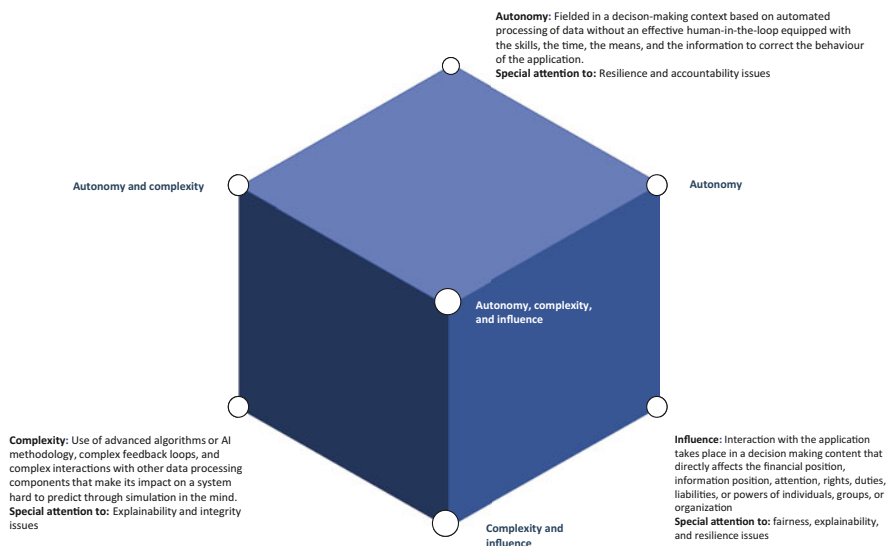 Autonomy: Fielded in a decison-making context based on automated
processing of data without an effective human-in-the-loop equipped with
the skills, the time, the means, and the information to correct the behaviour
of the application.
Special attention to: Resilience and accountability issues
Autonomy and complexity
Autonomy
Autonomy, complexity,
and influence
Complexity: Use of advanced algorithms or AI
methodology, complex feedback loops, and
complex interactions with other data processing
components that make its impact on a system
hard to predict through simulation in the mind.
Special attention to: Explainability and integrity
issues
Influence: Interaction with the application
takes place in a decision making content that
directly affects the financial position,
information position, attention, rights, duties,
liabilities, or powers of individuals, groups, or
organization
Special attention to: fairness, explainability,
and resilience issues
Complexity and
influence